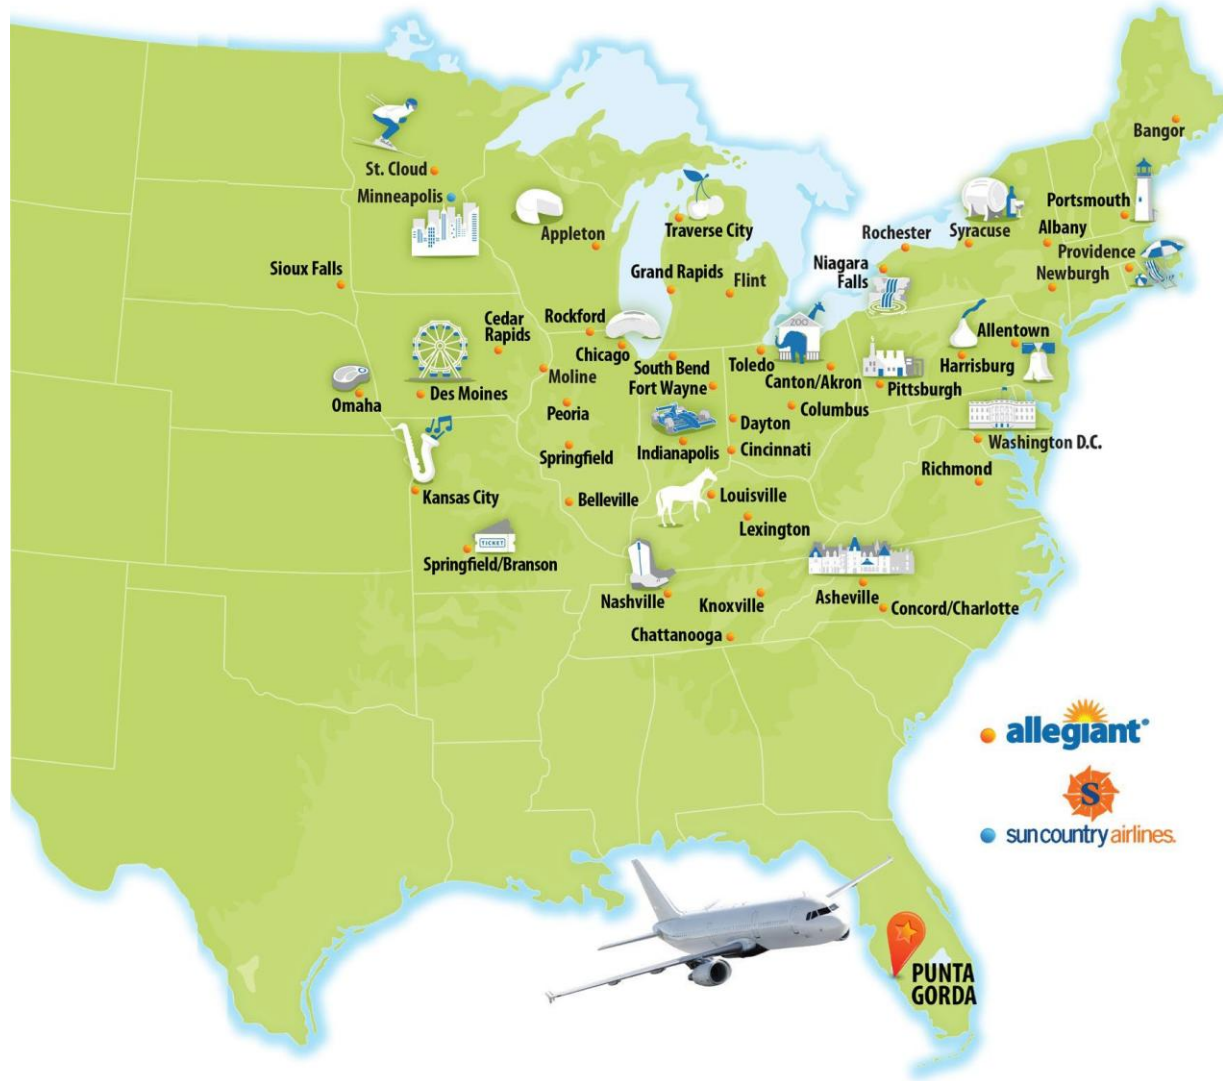 Bangor
St. Cloud
Minneapolis
Portsmouth
Traverse City
Appleton
Rochester
Syracuse
Albany
Providence
Niagara
Falls
Newburgh
Sioux Falls
Grand Rapids
Flint
Cedar
Rapids
Rockford
ZOO
Allentown
Chicago
South Bend
Toledo
Harrisburg
Moline
Fort Wayne
Canton/Akron
Pittsburgh
Omaha
Des Moines
Peoria
Columbus
Dayton
Washington D.C.
Springfield
Indianapolis
Cincinnati
Richmond
Kansas City
Belleville
Louisville
Lexington
TICKET
Springfield/Branson
Nashville
Knoxville
Asheville
Concord/Charlotte
Chattanooga
allegiant®
S
sun country airlines.
PUNTA
GORDA